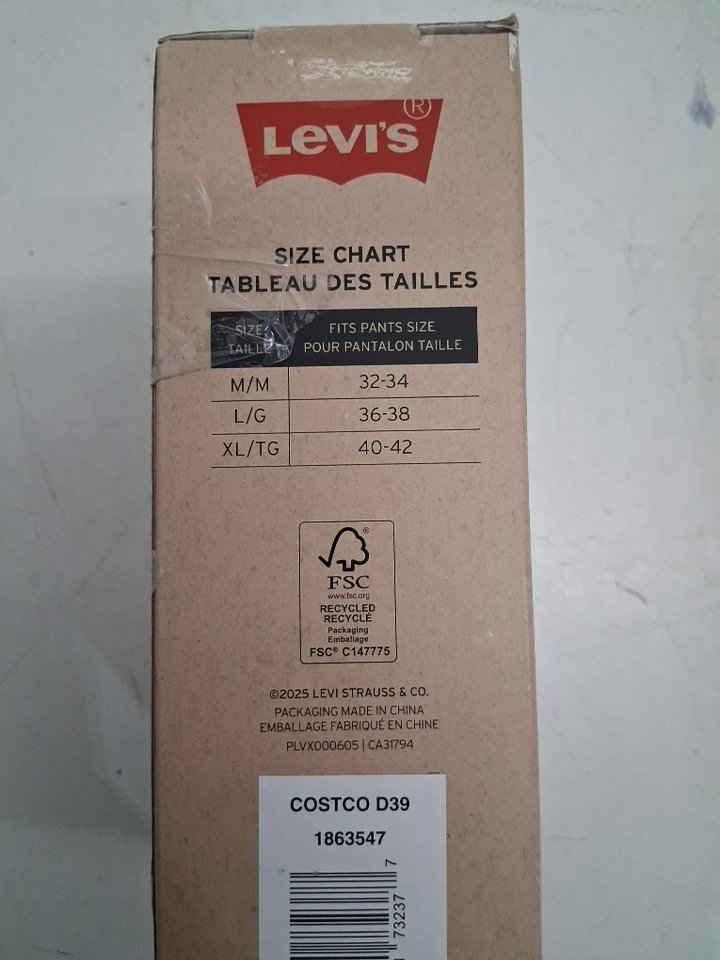 LEVI'S®
SIZE CHART
TABLEAU DES TAILLES
SIZE/ FITS PANTS SIZE
TAILLE POUR PANTALON TAILLE
M/M 32-34
L/G 36-38
XL/TG 40-42
FSC®
www.fsc.org
RECYCLED
RECYCLÉ
Packaging
Emballage
FSC® C147775
©2025 LEVI STRAUSS & CO.
PACKAGING MADE IN CHINA
EMBALLAGE FABRIQUÉ EN CHINE
PLVX000605 | CA31794
COSTCO D39
1863547
73237 7